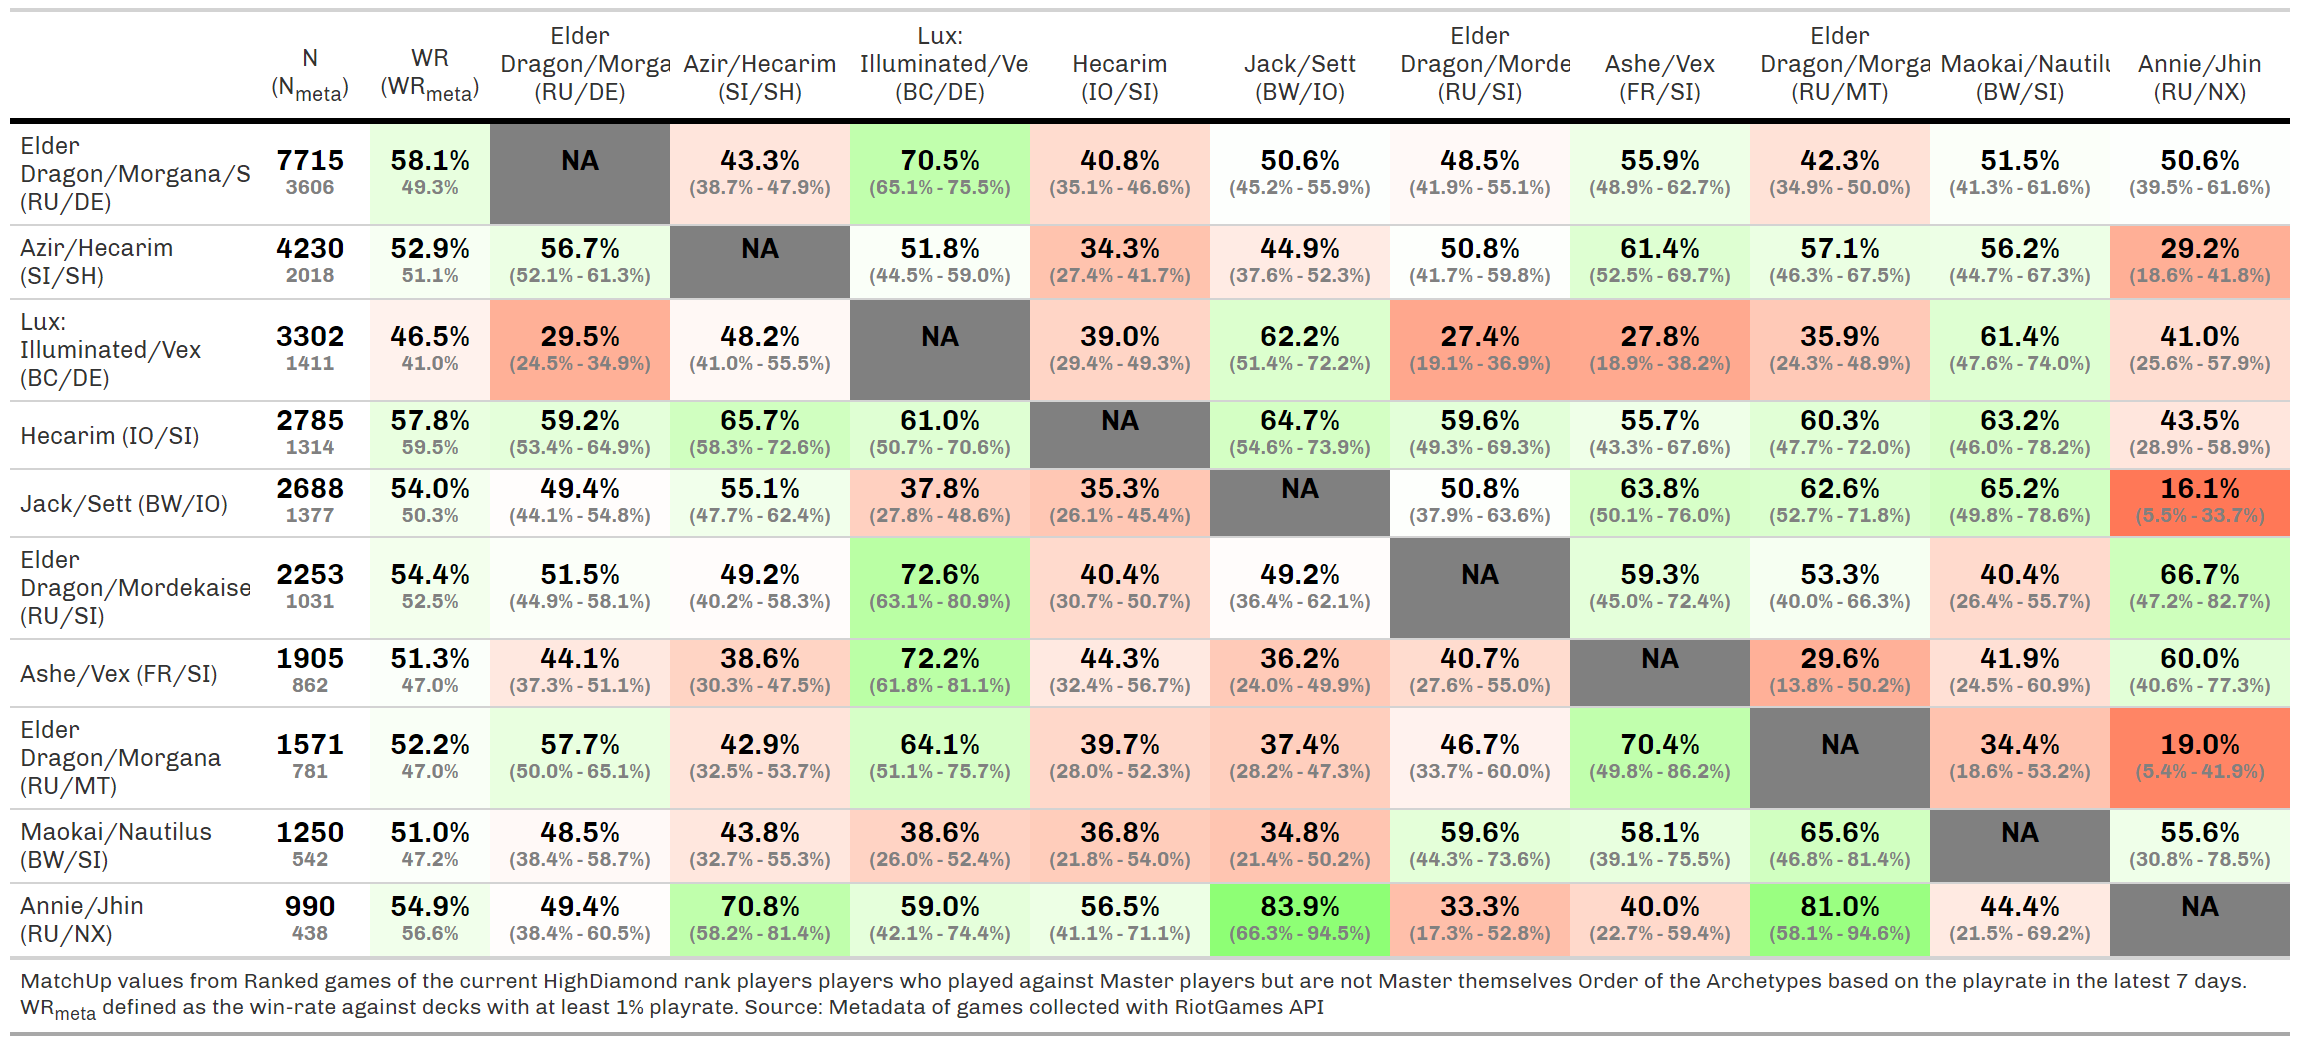 N (Nmeta) WR (WRmeta) Elder Dragon/Morga (RU/DE) Azir/Hecarim (SI/SH) Lux: Illuminated/Ve (BC/DE) Hecarim (IO/SI) Jack/Sett (BW/IO) Elder Dragon/Morde (RU/SI) Ashe/Vex (FR/SI) Elder Dragon/Morga (RU/MT) Maokai/Nautilu (BW/SI) Annie/Jhin (RU/NX)
Elder Dragon/Morgana/S (RU/DE) 7715 3606 58.1% 49.3% NA 43.3% (38.7% - 47.9%) 70.5% (65.1% - 75.5%) 40.8% (35.1% - 46.6%) 50.6% (45.2% - 55.9%) 48.5% (41.9% - 55.1%) 55.9% (48.9% - 62.7%) 42.3% (34.9% - 50.0%) 51.5% (41.3% - 61.6%) 50.6% (39.5% - 61.6%)
Azir/Hecarim (SI/SH) 4230 2018 52.9% 51.1% 56.7% (52.1% - 61.3%) NA 51.8% (44.5% - 59.0%) 34.3% (27.4% - 41.7%) 44.9% (37.6% - 52.3%) 50.8% (41.7% - 59.8%) 61.4% (52.5% - 69.7%) 57.1% (46.3% - 67.5%) 56.2% (44.7% - 67.3%) 29.2% (18.6% - 41.8%)
Lux: Illuminated/Vex (BC/DE) 3302 1411 46.5% 41.0% 29.5% (24.5% - 34.9%) 48.2% (41.0% - 55.5%) NA 39.0% (29.4% - 49.3%) 62.2% (51.4% - 72.2%) 27.4% (19.1% - 36.9%) 27.8% (18.9% - 38.2%) 35.9% (24.3% - 48.9%) 61.4% (47.6% - 74.0%) 41.0% (25.6% - 57.9%)
Hecarim (IO/SI) 2785 1314 57.8% 59.5% 59.2% (53.4% - 64.9%) 65.7% (58.3% - 72.6%) 61.0% (50.7% - 70.6%) NA 64.7% (54.6% - 73.9%) 59.6% (49.3% - 69.3%) 55.7% (43.3% - 67.6%) 60.3% (47.7% - 72.0%) 63.2% (46.0% - 78.2%) 43.5% (28.9% - 58.9%)
Jack/Sett (BW/IO) 2688 1377 54.0% 50.3% 49.4% (44.1% - 54.8%) 55.1% (47.7% - 62.4%) 37.8% (27.8% - 48.6%) 35.3% (26.1% - 45.4%) NA 50.8% (37.9% - 63.6%) 63.8% (50.1% - 76.0%) 62.6% (52.7% - 71.8%) 65.2% (49.8% - 78.6%) 16.1% (5.5% - 33.7%)
Elder Dragon/Mordekaise (RU/SI) 2253 1031 54.4% 52.5% 51.5% (44.9% - 58.1%) 49.2% (40.2% - 58.3%) 72.6% (63.1% - 80.9%) 40.4% (30.7% - 50.7%) 49.2% (36.4% - 62.1%) NA 59.3% (45.0% - 72.4%) 53.3% (40.0% - 66.3%) 40.4% (26.4% - 55.7%) 66.7% (47.2% - 82.7%)
Ashe/Vex (FR/SI) 1905 862 51.3% 47.0% 44.1% (37.3% - 51.1%) 38.6% (30.3% - 47.5%) 72.2% (61.8% - 81.1%) 44.3% (32.4% - 56.7%) 36.2% (24.0% - 49.9%) 40.7% (27.6% - 55.0%) NA 29.6% (13.8% - 50.2%) 41.9% (24.5% - 60.9%) 60.0% (40.6% - 77.3%)
Elder Dragon/Morgana (RU/MT) 1571 781 52.2% 47.0% 57.7% (50.0% - 65.1%) 42.9% (32.5% - 53.7%) 64.1% (51.1% - 75.7%) 39.7% (28.0% - 52.3%) 37.4% (28.2% - 47.3%) 46.7% (33.7% - 60.0%) 70.4% (49.8% - 86.2%) NA 34.4% (18.6% - 53.2%) 19.0% (5.4% - 41.9%)
Maokai/Nautilus (BW/SI) 1250 542 51.0% 47.2% 48.5% (38.4% - 58.7%) 43.8% (32.7% - 55.3%) 38.6% (26.0% - 52.4%) 36.8% (21.8% - 54.0%) 34.8% (21.4% - 50.2%) 59.6% (44.3% - 73.6%) 58.1% (39.1% - 75.5%) 65.6% (46.8% - 81.4%) NA 55.6% (30.8% - 78.5%)
Annie/Jhin (RU/NX) 990 438 54.9% 56.6% 49.4% (38.4% - 60.5%) 70.8% (58.2% - 81.4%) 59.0% (42.1% - 74.4%) 56.5% (41.1% - 71.1%) 83.9% (66.3% - 94.5%) 33.3% (17.3% - 52.8%) 40.0% (22.7% - 59.4%) 81.0% (58.1% - 94.6%) 44.4% (21.5% - 69.2%) NA
MatchUp values from Ranked games of the current HighDiamond rank players players who played against Master players but are not Master themselves Order of the Archetypes based on the playrate in the latest 7 days.
WRmeta defined as the win-rate against decks with at least 1% playrate. Source: Metadata of games collected with RiotGames API